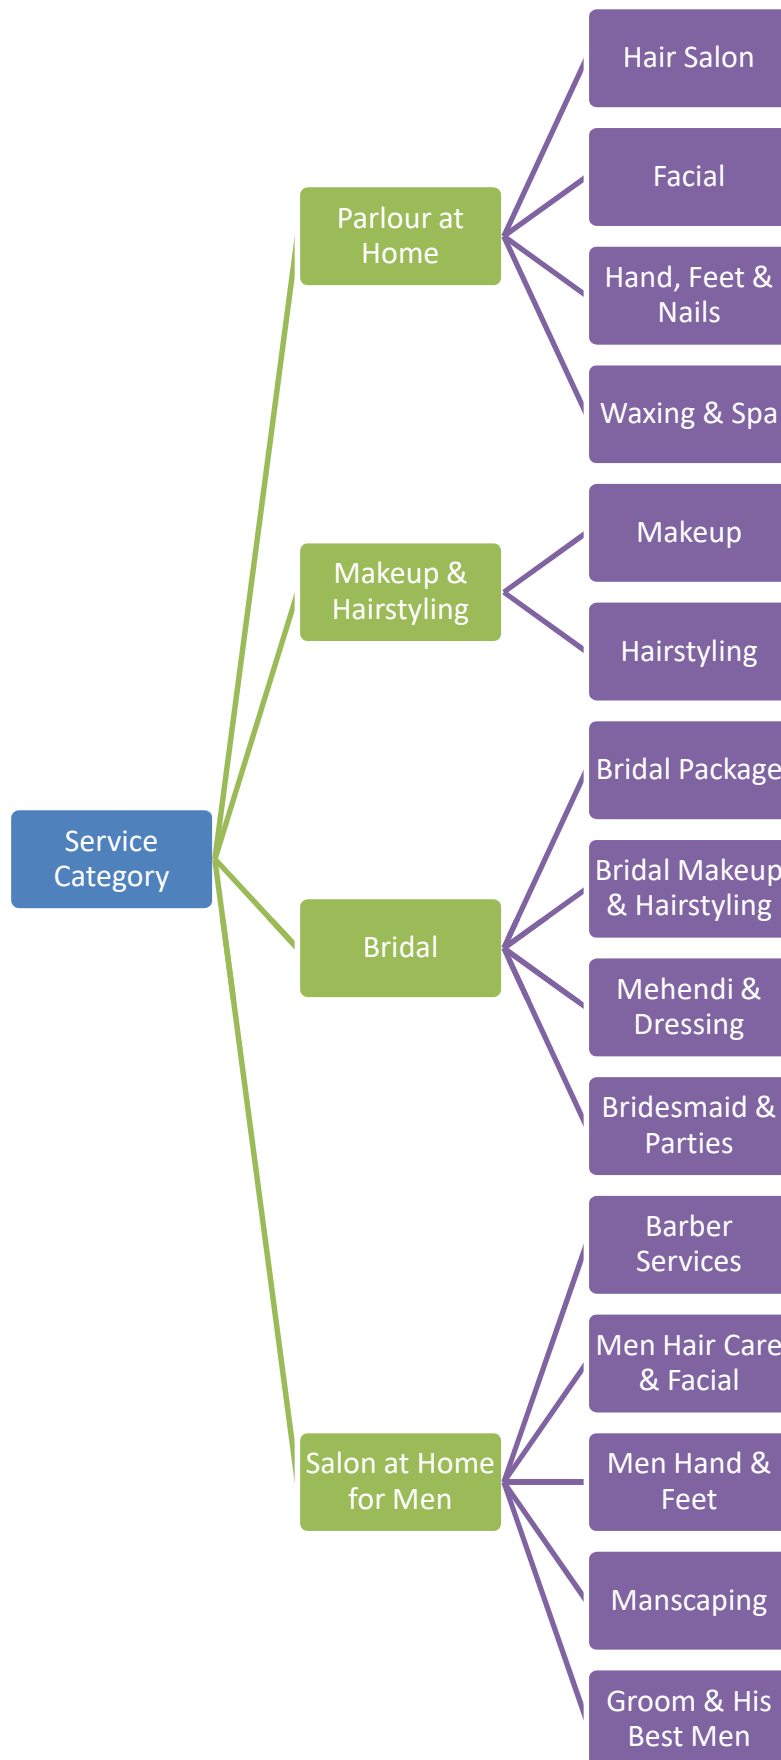 Service
Category
Parlour at
Home
Hair Salon
Facial
Hand, Feet &
Nails
Waxing & Spa
Makeup &
Hairstyling
Makeup
Hairstyling
Bridal
Bridal Package
Bridal Makeup
& Hairstyling
Mehendi &
Dressing
Bridesmaid &
Parties
Salon at Home
for Men
Barber
Services
Men Hair Care
& Facial
Men Hand &
Feet
Manscaping
Groom & His
Best Men